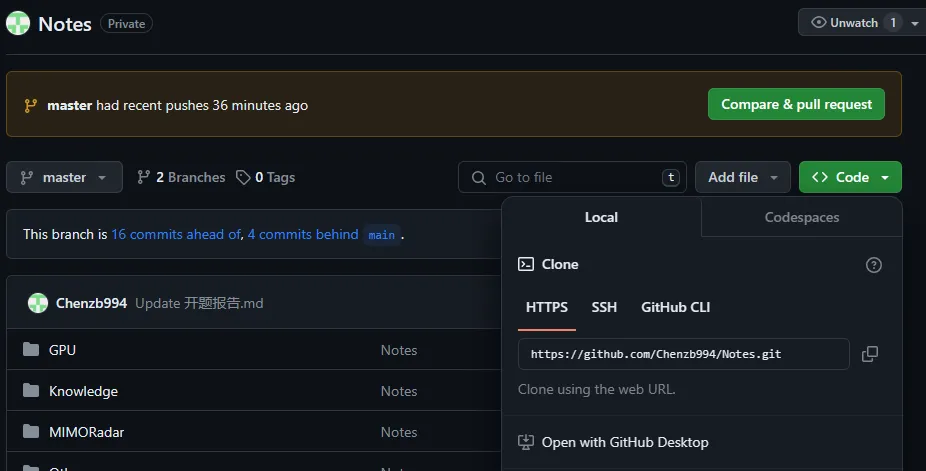 Notes Private
Unwatch 1
master had recent pushes 36 minutes ago
Compare & pull request
master 2 Branches 0 Tags
Go to file t
Add file
<> Code
This branch is 16 commits ahead of, 4 commits behind main .
Local Codespaces
Clone
HTTPS SSH GitHub CLI
https://github.com/Chenzb994/Notes.git
Clone using the web URL.
Open with GitHub Desktop
Chenzb994 Update 开题报告.md
GPU Notes
Knowledge Notes
MIMORadar Notes